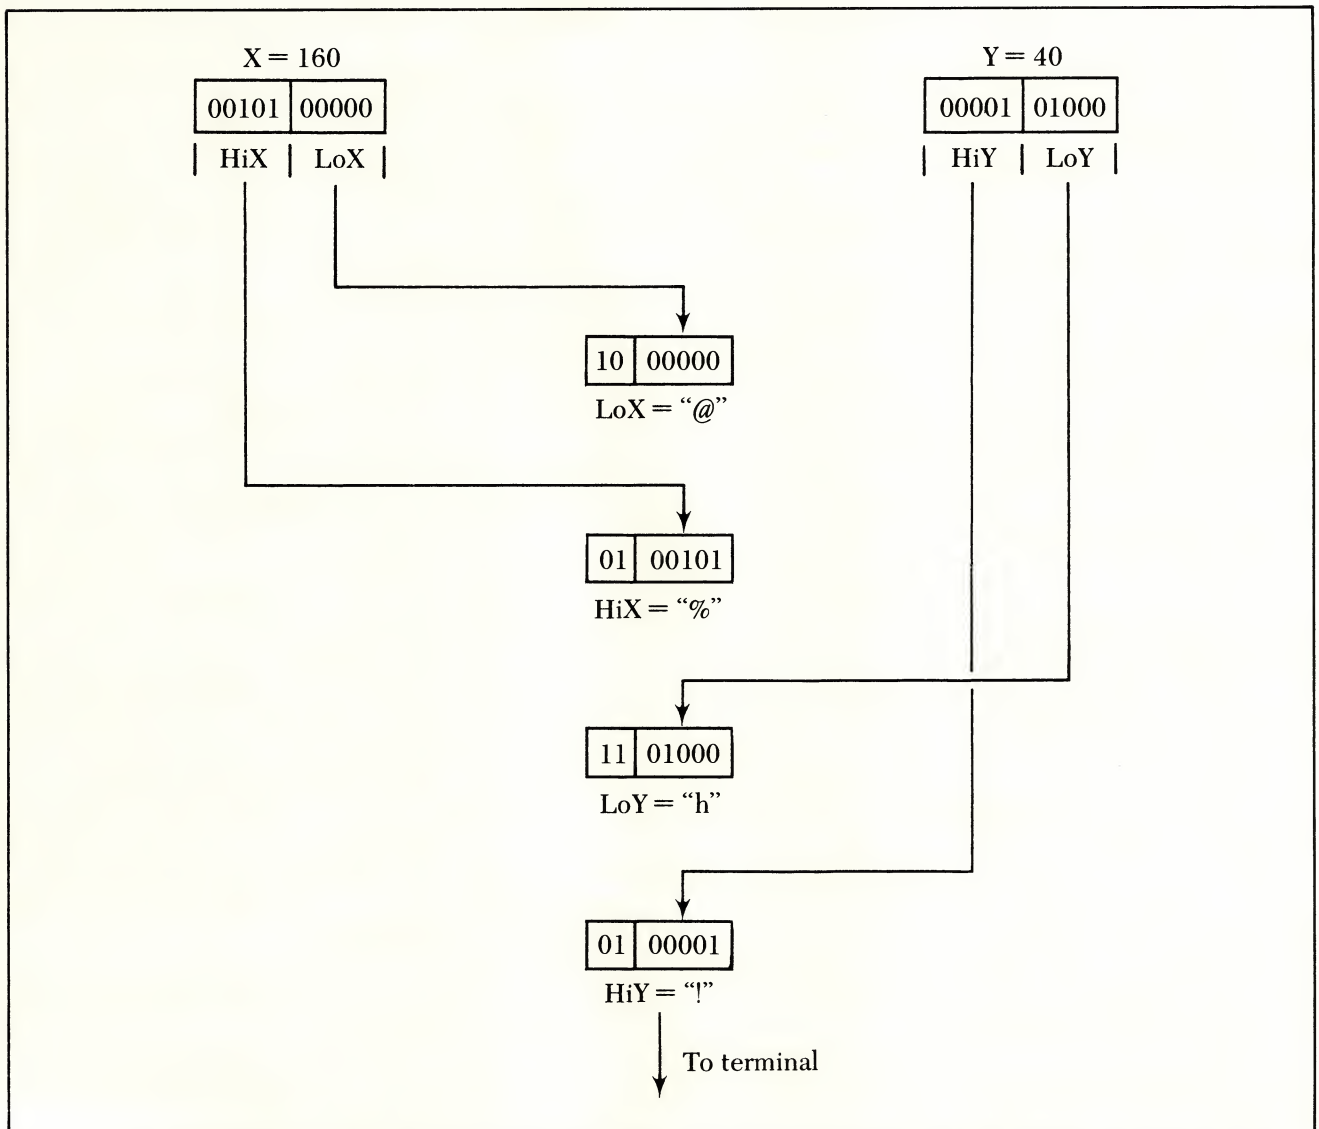 X = 160
00101 00000
| HiX | LoX |
Y = 40
00001 01000
| HiY | LoY |
10 00000
LoX = “@”
01 00101
HiX = “%”
11 01000
LoY = “h”
01 00001
HiY = “!”
To terminal